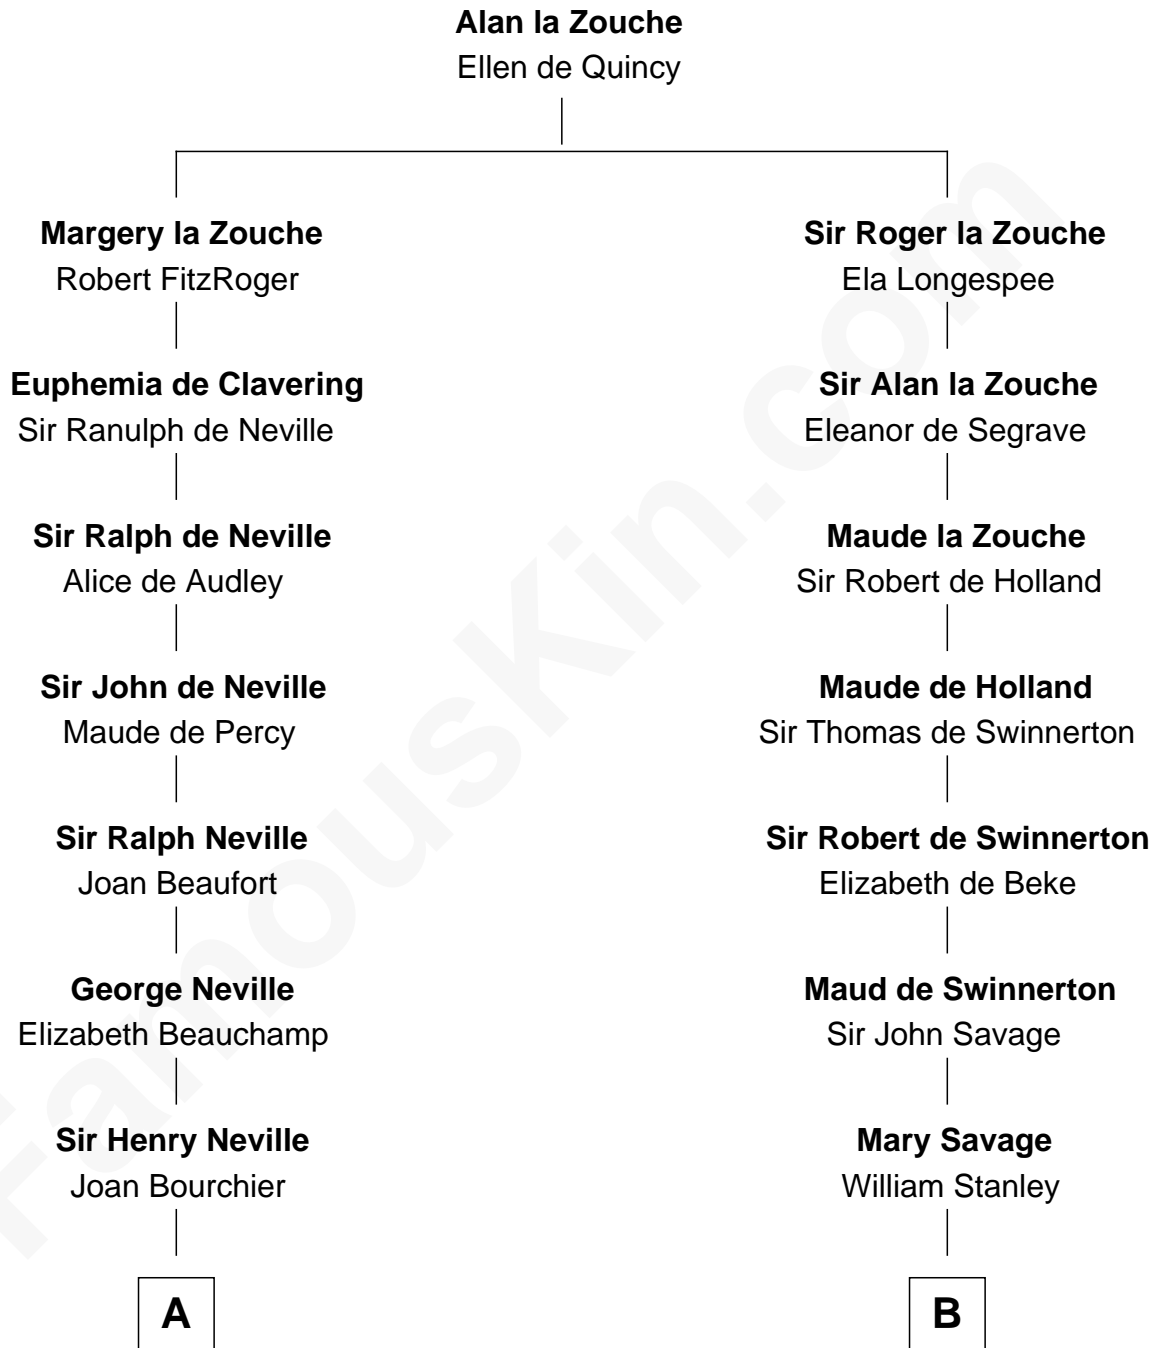 Alan la Zouche
Ellen de Quincy
Margery la Zouche
Robert FitzRoger
Sir Roger la Zouche
Ela Longespee
Euphemia de Clavering
Sir Ranulph de Neville
Sir Alan la Zouche
Eleanor de Segrave
Sir Ralph de Neville
Alice de Audley
Maude la Zouche
Sir Robert de Holland
Sir John de Neville
Maude de Percy
Maude de Holland
Sir Thomas de Swinnerton
Sir Ralph Neville
Joan Beaufort
Sir Robert de Swinnerton
Elizabeth de Beke
George Neville
Elizabeth Beauchamp
Maud de Swinnerton
Sir John Savage
Sir Henry Neville
Joan Bourchier
Mary Savage
William Stanley
A
B
FamousKin.com